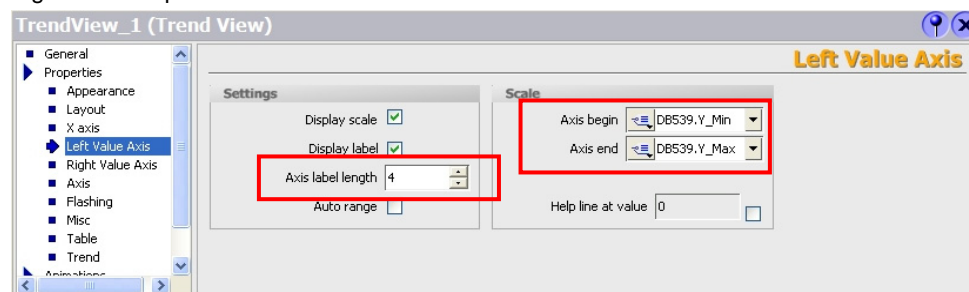 TrendView_1 (Trend View)
General
Properties
Appearance
Layout
X axis
Left Value Axis
Right Value Axis
Axis
Flashing
Misc
Table
Trend
Animations
Left Value Axis
Settings
Display scale
Display label
Axis label length 4
Auto range
Scale
Axis begin DB539.Y_Min
Axis end DB539.Y_Max
Help line at value 0